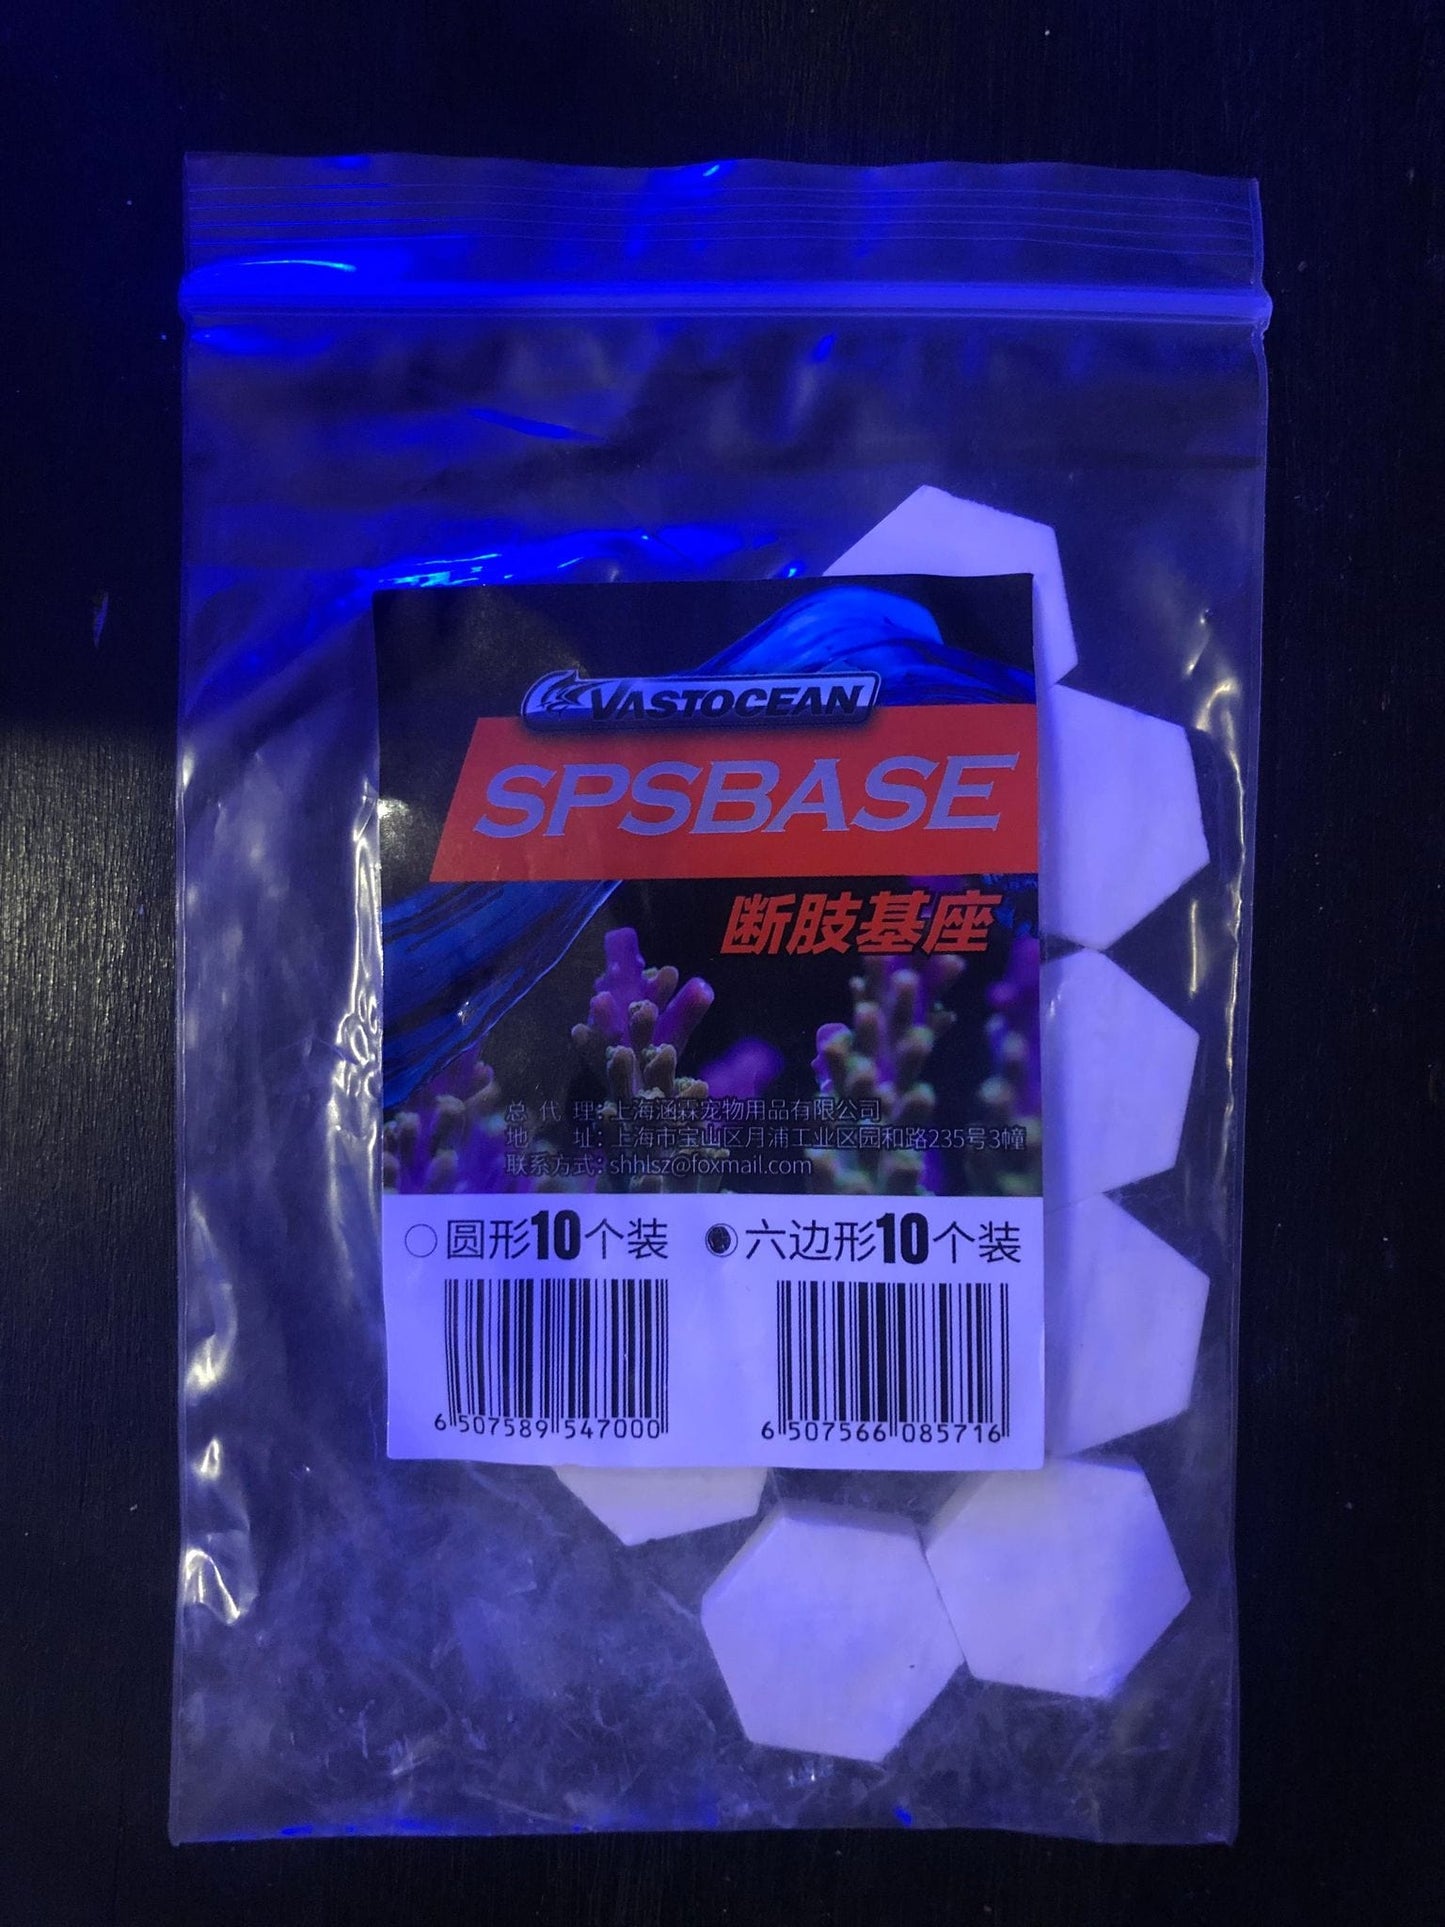 VASTOCEAN
SPSBASE
断肢基座
总代理：上海涵霖宠物用品有限公司
地址：上海市宝山区月浦工业区园和路235号3幢
联系方式：shhlsz@foxmail.com
圆形10个装 六边形10个装
6 507589 547000 6 507566 085716